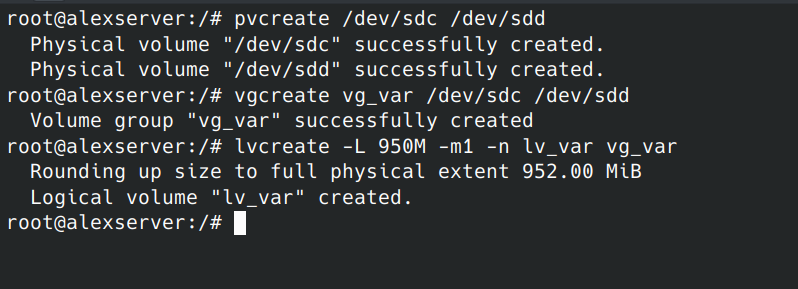 root@alexserver:/# pvcreate /dev/sdc /dev/sdd
  Physical volume "/dev/sdc" successfully created.
  Physical volume "/dev/sdd" successfully created.
root@alexserver:/# vgcreate vg_var /dev/sdc /dev/sdd
  Volume group "vg_var" successfully created
root@alexserver:/# lvcreate -L 950M -m1 -n lv_var vg_var
  Rounding up size to full physical extent 952.00 MiB
  Logical volume "lv_var" created.
root@alexserver:/#